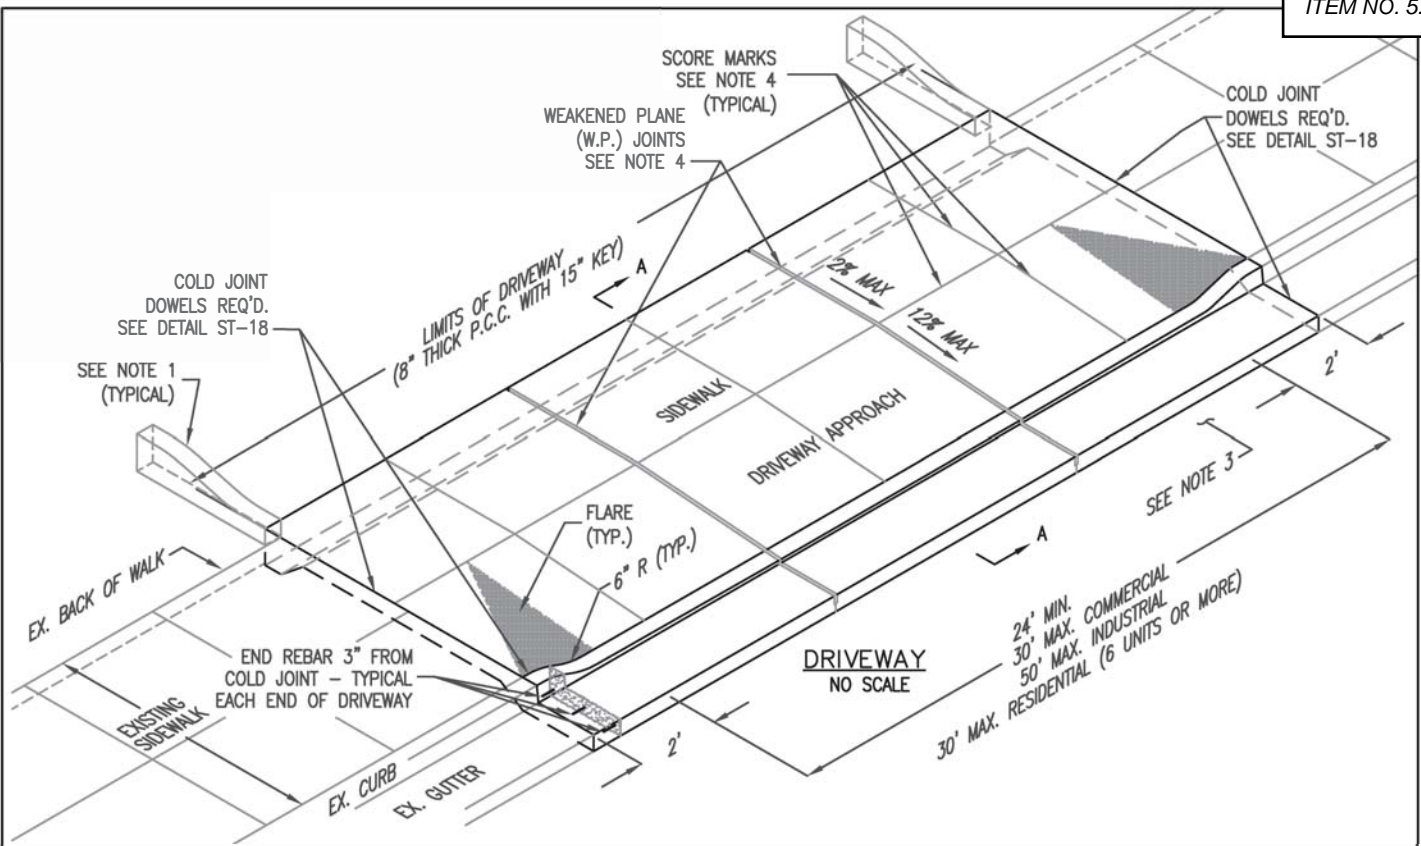 ITEM NO. 5.
SCORE MARKS
SEE NOTE 4
(TYPICAL)
COLD JOINT
DOWELS REQ'D.
SEE DETAIL ST-18
WEAKENED PLANE
(W.P.) JOINTS
SEE NOTE 4
COLD JOINT
DOWELS REQ'D.
SEE DETAIL ST-18
LIMITS OF DRIVEWAY
(8" THICK P.C.C. WITH 15" KEY)
A
2% MAX
12% MAX
SEE NOTE 1
(TYPICAL)
SIDEWALK
DRIVEWAY APPROACH
2'
SEE NOTE 3
FLARE
(TYP.)
6" R (TYP.)
A
EX. BACK OF WALK
END REBAR 3" FROM
COLD JOINT – TYPICAL
EACH END OF DRIVEWAY
DRIVEWAY
NO SCALE
24' MIN.
30' MAX. COMMERCIAL
50' MAX. INDUSTRIAL
30' MAX. RESIDENTIAL (6 UNITS OR MORE)
EXISTING
SIDEWALK
2'
EX. CURB
EX. GUTTER